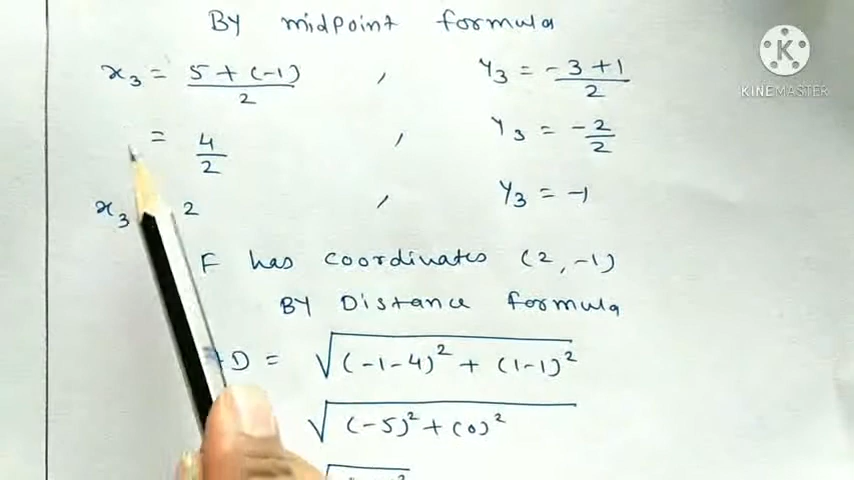 By midpoint formula
x₃ = 5 + (-1) / 2 , y₃ = -3 + 1 / 2
= 4 / 2 , y₃ = -2 / 2
x₃ 2 , y₃ = -1
F has coordinates (2, -1)
By Distance formula
D = √(-1-4)² + (1-1)²
√(-5)² + (0)²
K
KINEMASTER